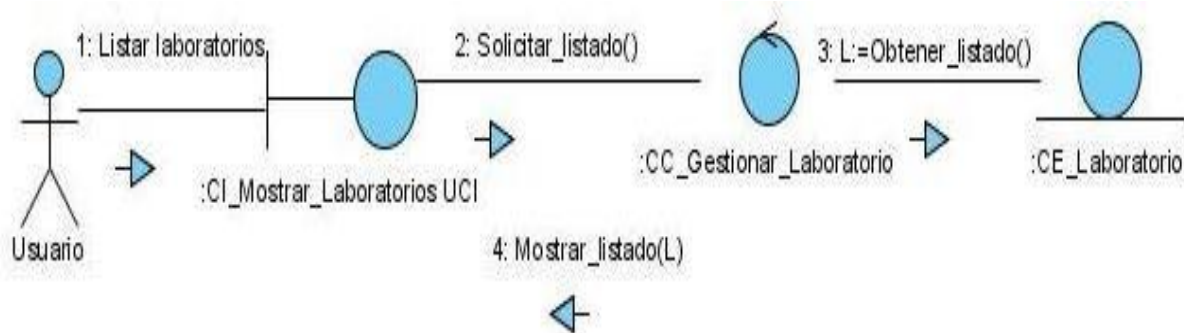 1: Listar laboratorios
2: Solicitar_listado()
3: L:=Obtener_listado()
:CI_Mostrar_Laboratorios UCI
:CC_Gestionar_Laboratorio
:CE_Laboratorio
Usuario
4: Mostrar_listado(L)